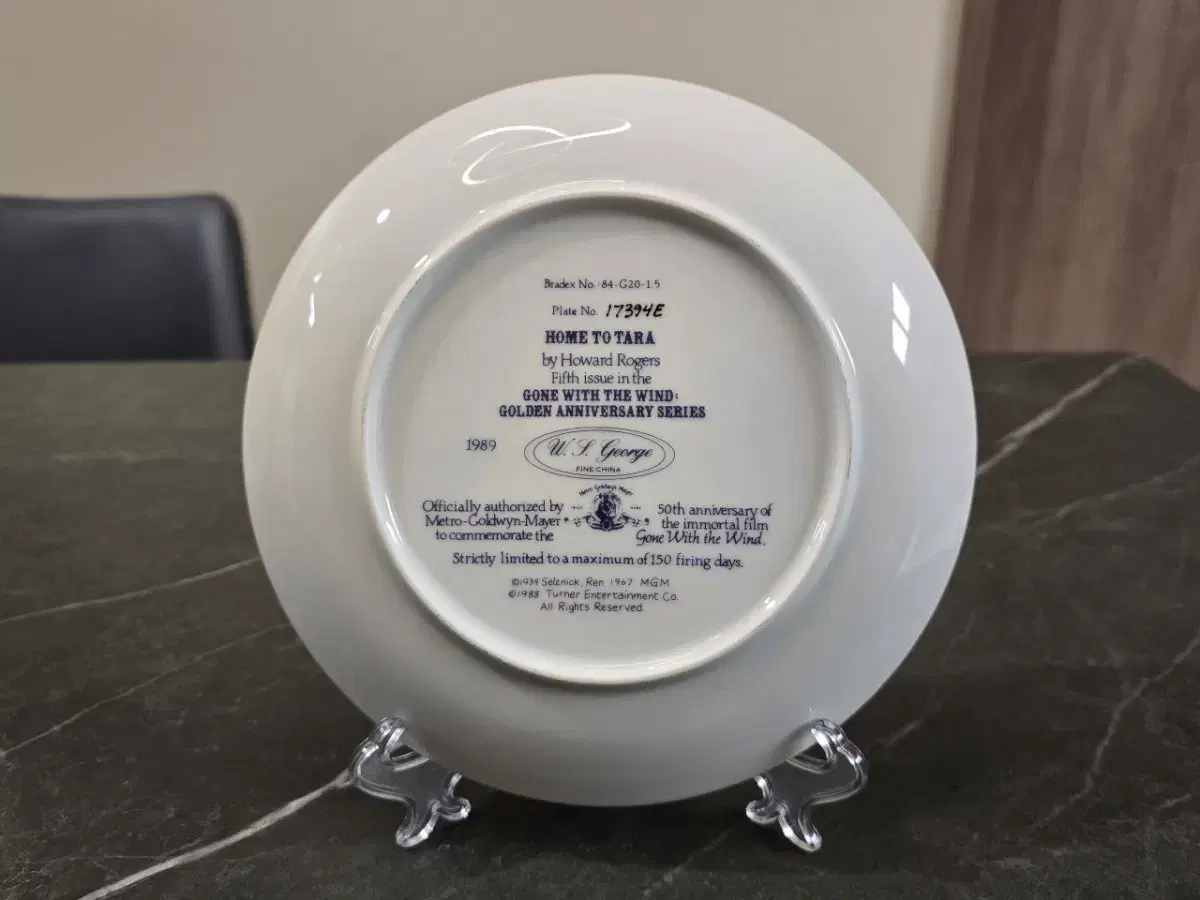 Bradex No.: 84-G20-1.5
Plate No. 17394E
HOME TO TARA
by Howard Rogers
Fifth issue in the
GONE WITH THE WIND:
GOLDEN ANNIVERSARY SERIES
1989
W. S. George
FINE CHINA
Metro Goldwyn Mayer
Officially authorized by
Metro-Goldwyn-Mayer
to commemorate the
50th anniversary of
the immortal film
Gone With the Wind.
Strictly limited to a maximum of 150 firing days.
©1939 Selznick, Ren. 1967 MGM
©1988 Turner Entertainment Co.
All Rights Reserved.